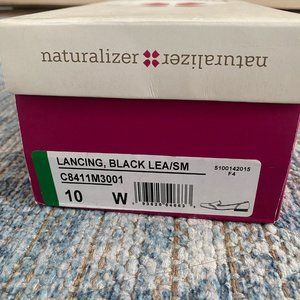 naturalizer naturalizer
LANCING, BLACK LEA/SM
5100142015
C8411M3001
F4
10 W